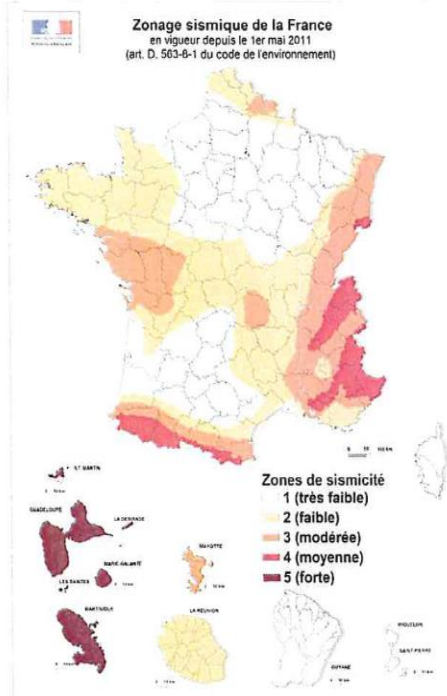 Zonage sismique de la France
en vigueur depuis le 1er mai 2011
(art. D. 563-8-1 du code de l'environnement)
Zones de sismicité
1 (très faible)
2 (faible)
3 (modérée)
4 (moyenne)
5 (forte)
ST MARTIN
GUADELOUPE
LA DESIRADE
MARIE-GALANTE
LES SAINTES
MARTINIQUE
MAYOTTE
LA REUNION
GUYANE
MIQUELON
SAINT-PIERRE